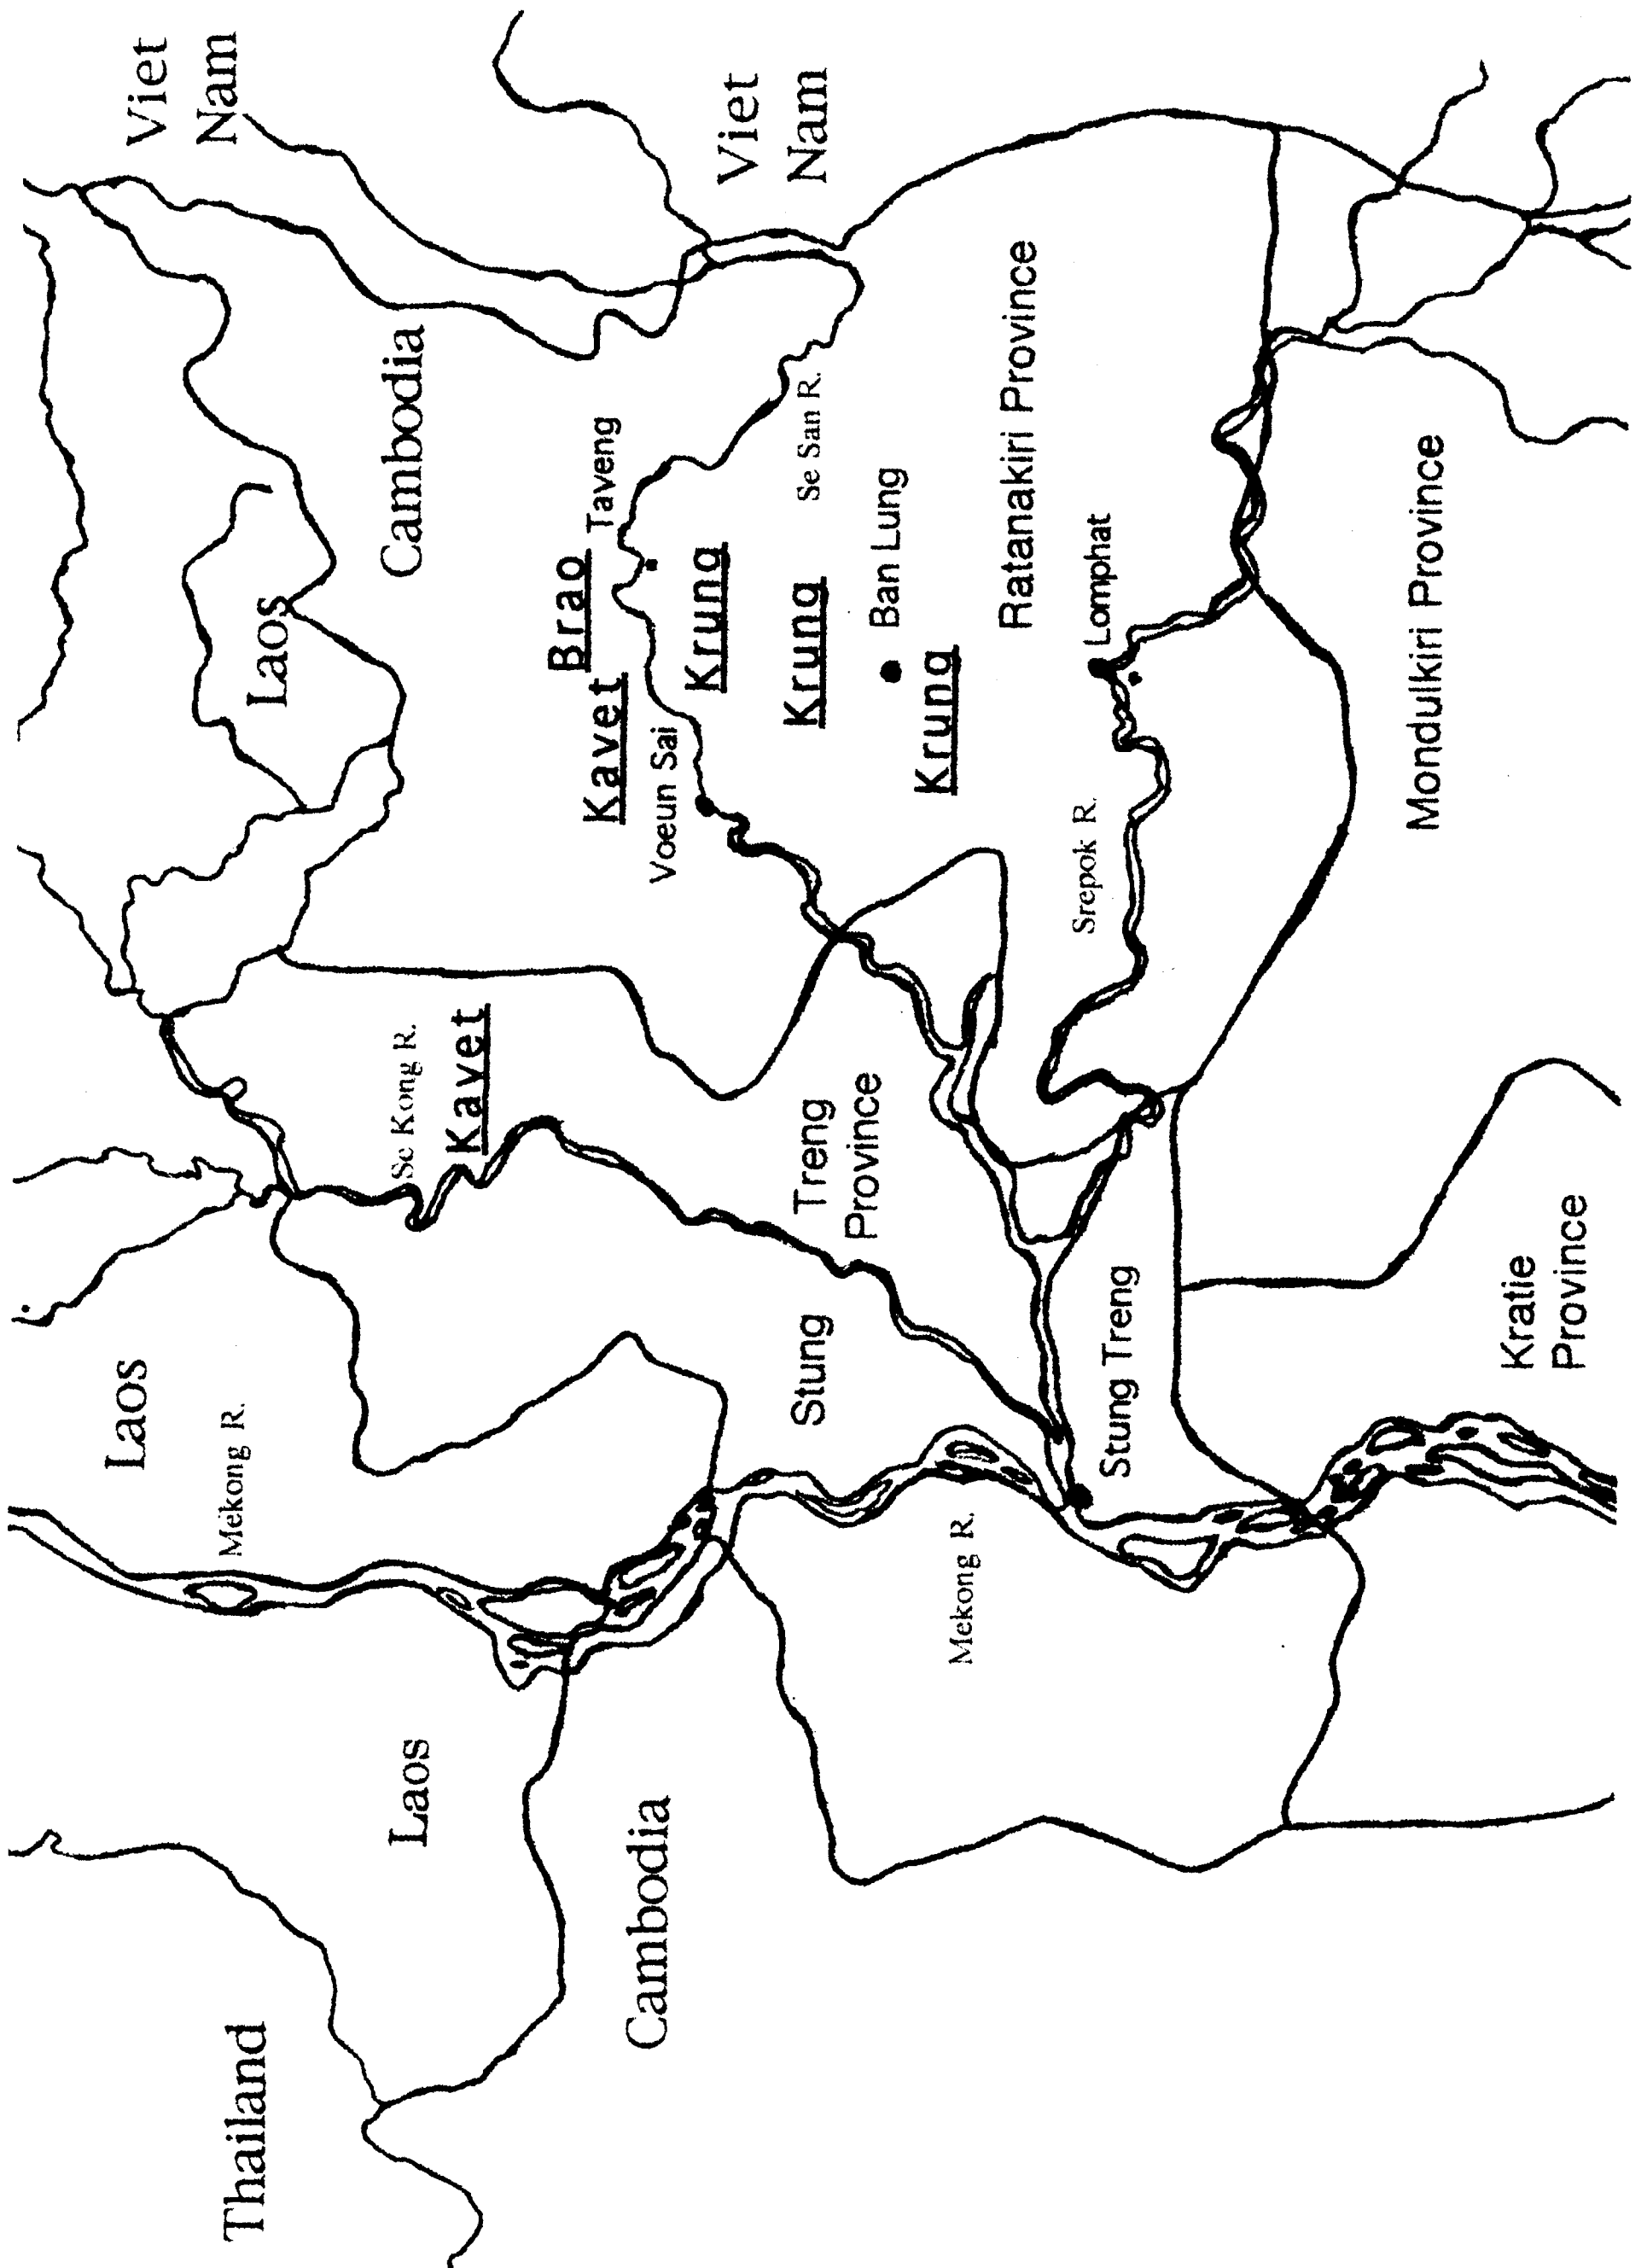 Laos
Viet
Nam
Mekong R.
Thailand
Laos
Se Kong R.
Cambodia
Laos
Kavet
Brao
Kavet
Taveng
Cambodia
Voeun Sai
Krung
Viet
Nam
Stung
Treng
Province
Krung
Se San R.
Ban Lung
Krung
Mekong R.
Ratanakiri Province
Srepok R.
Lomphat
Stung Treng
Mondulkiri Province
Kratie
Province